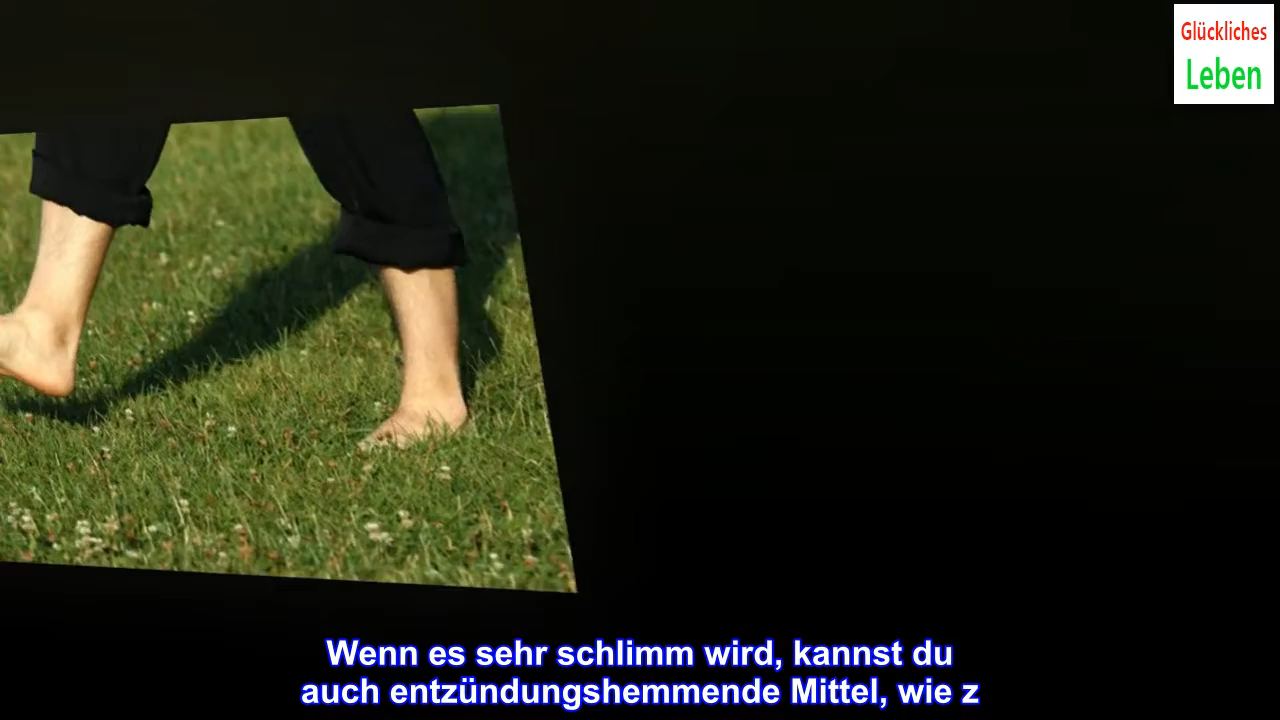 Glückliches
Leben
Wenn es sehr schlimm wird, kannst du
auch entzündungshemmende Mittel, wie z